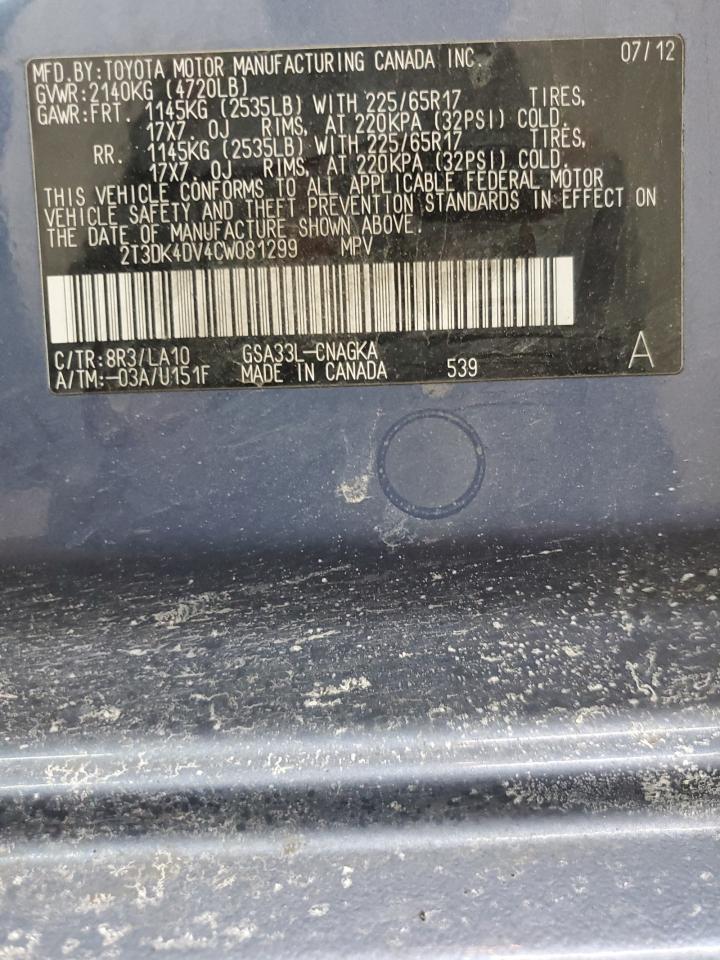 MFD.BY:TOYOTA MOTOR MANUFACTURING CANADA INC. 07/12
GVWR:2140KG (4720LB)
GAWR:FRT. 1145KG (2535LB) WITH 225/65R17 TIRES,
17X7.0J RIMS, AT 220KPA (32PSI) COLD.
RR. 1145KG (2535LB) WITH 225/65R17 TIRES,
17X7.0J RIMS, AT 220KPA (32PSI) COLD.
THIS VEHICLE CONFORMS TO ALL APPLICABLE FEDERAL MOTOR
VEHICLE SAFETY AND THEFT PREVENTION STANDARDS IN EFFECT ON
THE DATE OF MANUFACTURE SHOWN ABOVE.
2T3DK4DV4CW081299 MPV
C/TR:8R3/LA10 GSA33L-CNAGKA A
A/TM:-03A/U151F MADE IN CANADA 539